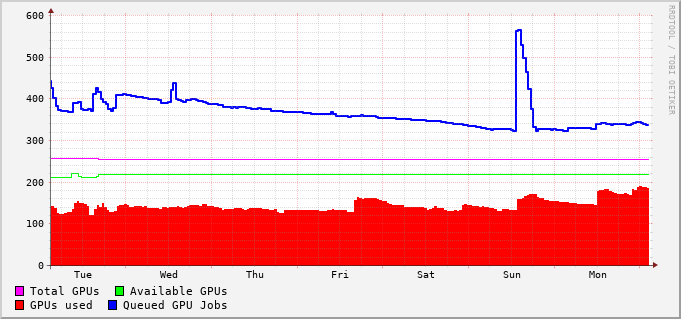 600
500
400
300
200
100
0
Tue Wed Thu Fri Sat Sun Mon
Total GPUs Available GPUs
GPUs used Queued GPU Jobs
RRDTOOL / TOBI OETIKER